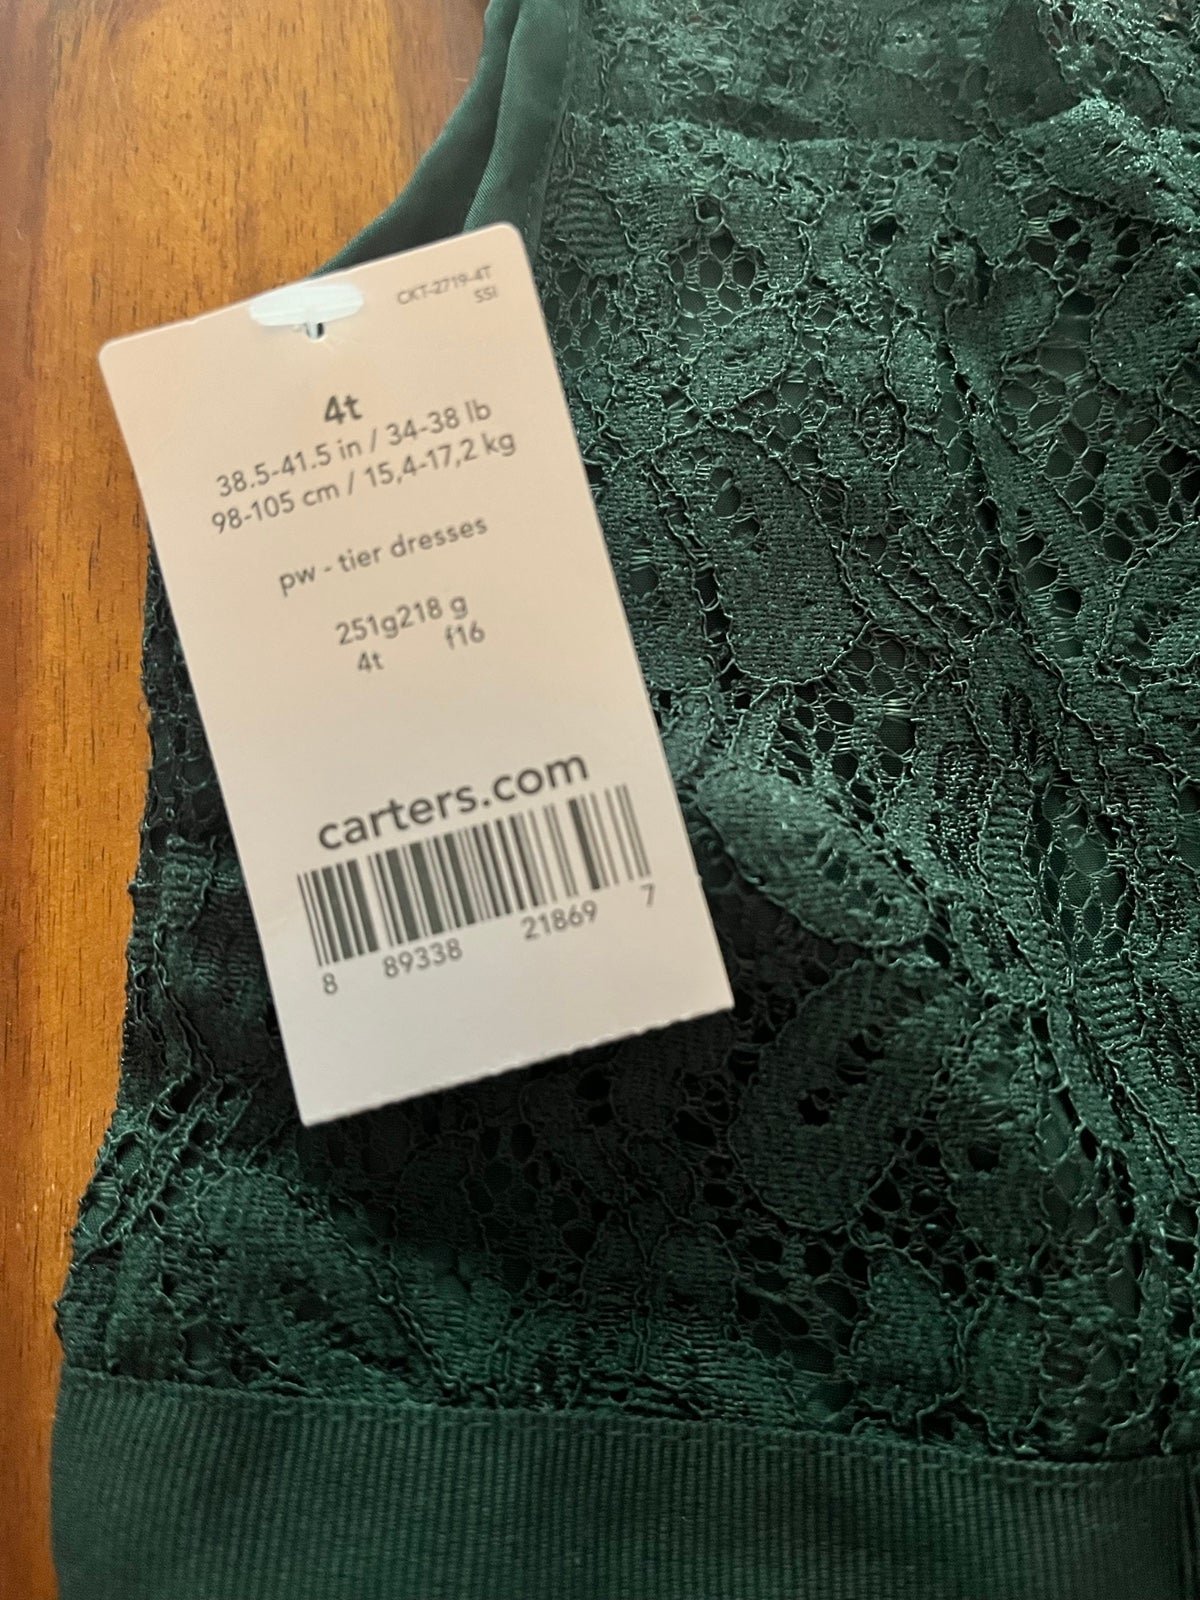 CKT-2719-4T
SSI
4t
38.5-41.5 in / 34-38 lb
98-105 cm / 15,4-17,2 kg
pw - tier dresses
251g218 g
4t f16
carters.com
8 89338 21869 7